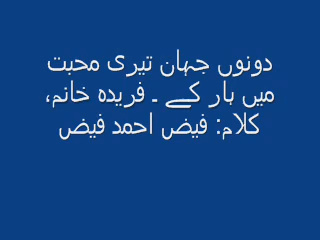 دونوں جہان تیری محبت
میں ہار کے ۔ فریدہ خانم،
کلام: فیض احمد فیض